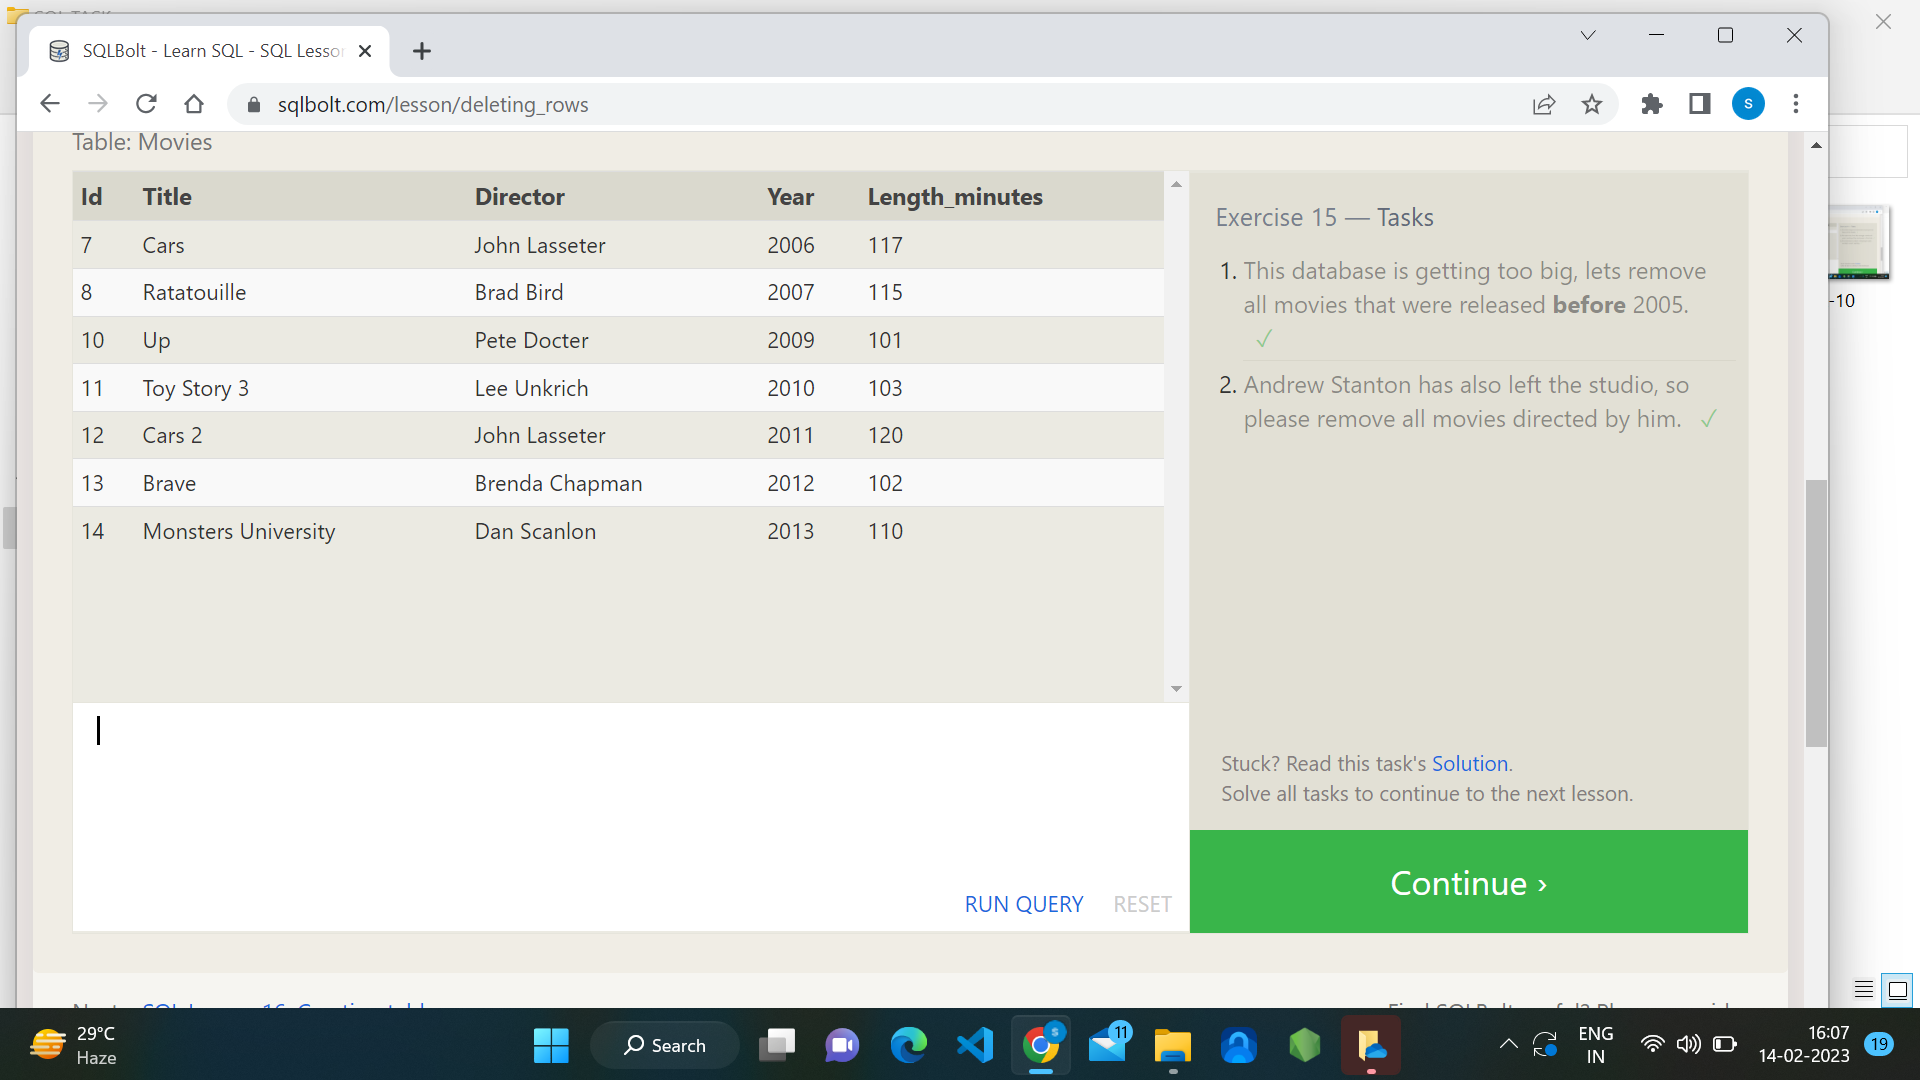 SQL TASK
SQLBolt - Learn SQL - SQL Lesson
sqlbolt.com/lesson/deleting_rows
S
Table: Movies
Id Title Director Year Length_minutes
7 Cars John Lasseter 2006 117
8 Ratatouille Brad Bird 2007 115
10 Up Pete Docter 2009 101
11 Toy Story 3 Lee Unkrich 2010 103
12 Cars 2 John Lasseter 2011 120
13 Brave Brenda Chapman 2012 102
14 Monsters University Dan Scanlon 2013 110
RUN QUERY RESET
Exercise 15 — Tasks
1. This database is getting too big, lets remove
all movies that were released before 2005.
✓
2. Andrew Stanton has also left the studio, so
please remove all movies directed by him. ✓
Stuck? Read this task's Solution.
Solve all tasks to continue to the next lesson.
Continue ›
-10
29°C
Haze
Search
11
ENG
IN
16:07
14-02-2023
19